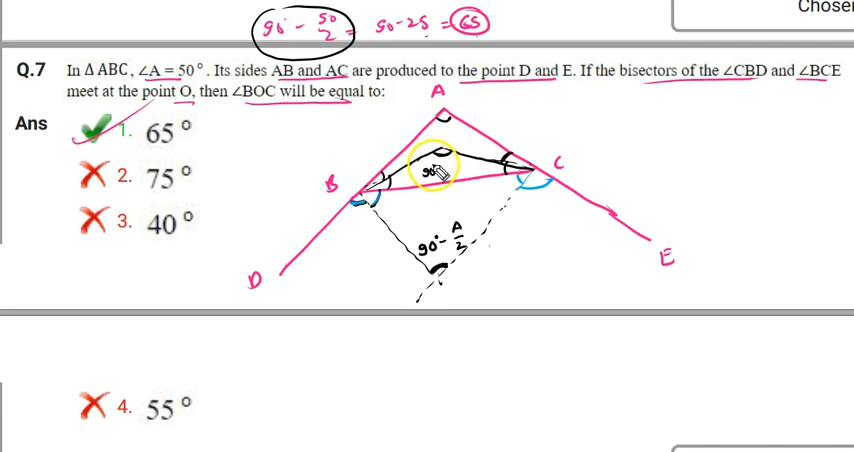 90° - 50/2 = 90-25 = 65
Chosen
Q.7 In Δ ABC, ∠A = 50°. Its sides AB and AC are produced to the point D and E. If the bisectors of the ∠CBD and ∠BCE
meet at the point O, then ∠BOC will be equal to:
A
Ans 1. 65°
C
2. 75°
90°
B
3. 40°
90° - A/2
E
D
4. 55°